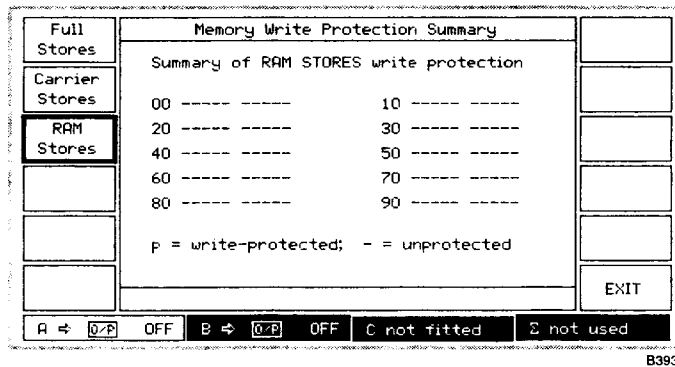 Full
Stores
Carrier
Stores
RAM
Stores
Memory Write Protection Summary
Summary of RAM STORES write protection
00 ----- ----- 10 ----- -----
20 ----- ----- 30 ----- -----
40 ----- ----- 50 ----- -----
60 ----- ----- 70 ----- -----
80 ----- ----- 90 ----- -----
p = write-protected; - = unprotected
EXIT
A ⇨ O/P OFF B ⇨ O/P OFF C not fitted Σ not used
B393